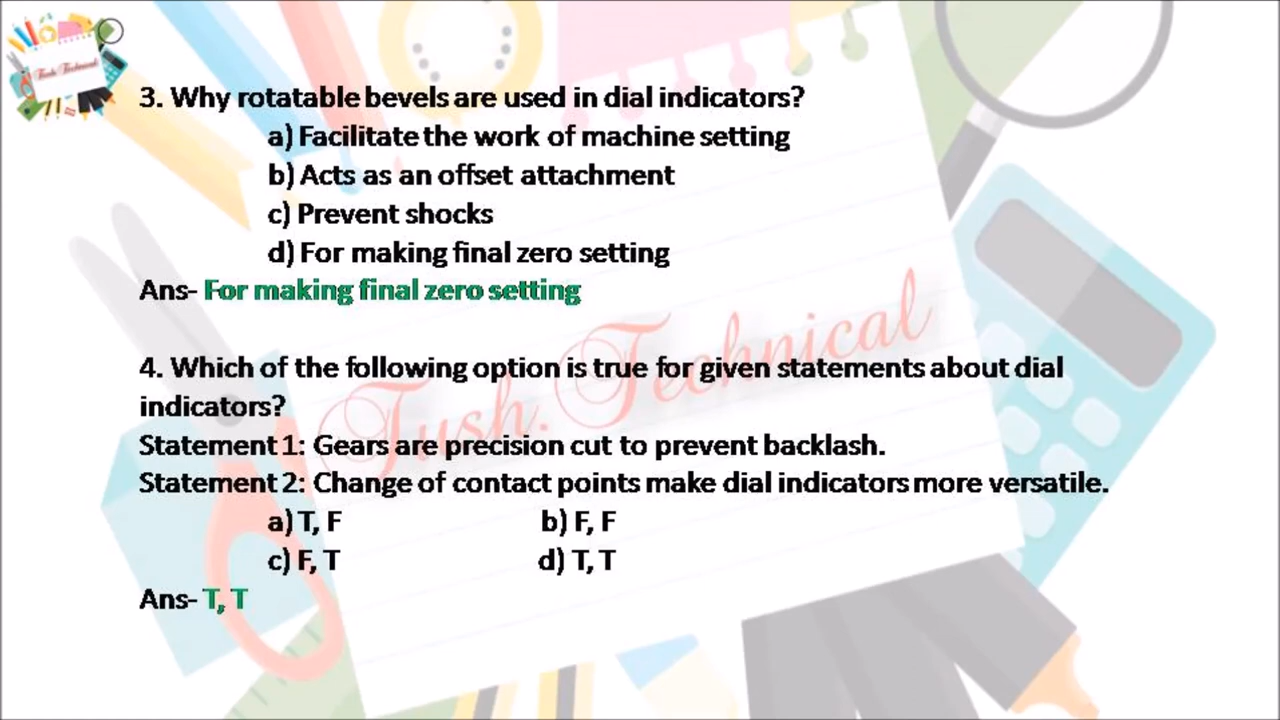 Tush.Technical
3. Why rotatable bevels are used in dial indicators?
a) Facilitate the work of machine setting
b) Acts as an offset attachment
c) Prevent shocks
d) For making final zero setting
Ans- For making final zero setting
4. Which of the following option is true for given statements about dial
indicators?
Statement 1: Gears are precision cut to prevent backlash.
Statement 2: Change of contact points make dial indicators more versatile.
a) T, F b) F, F
c) F, T d) T, T
Ans- T, T
Tush.Technical